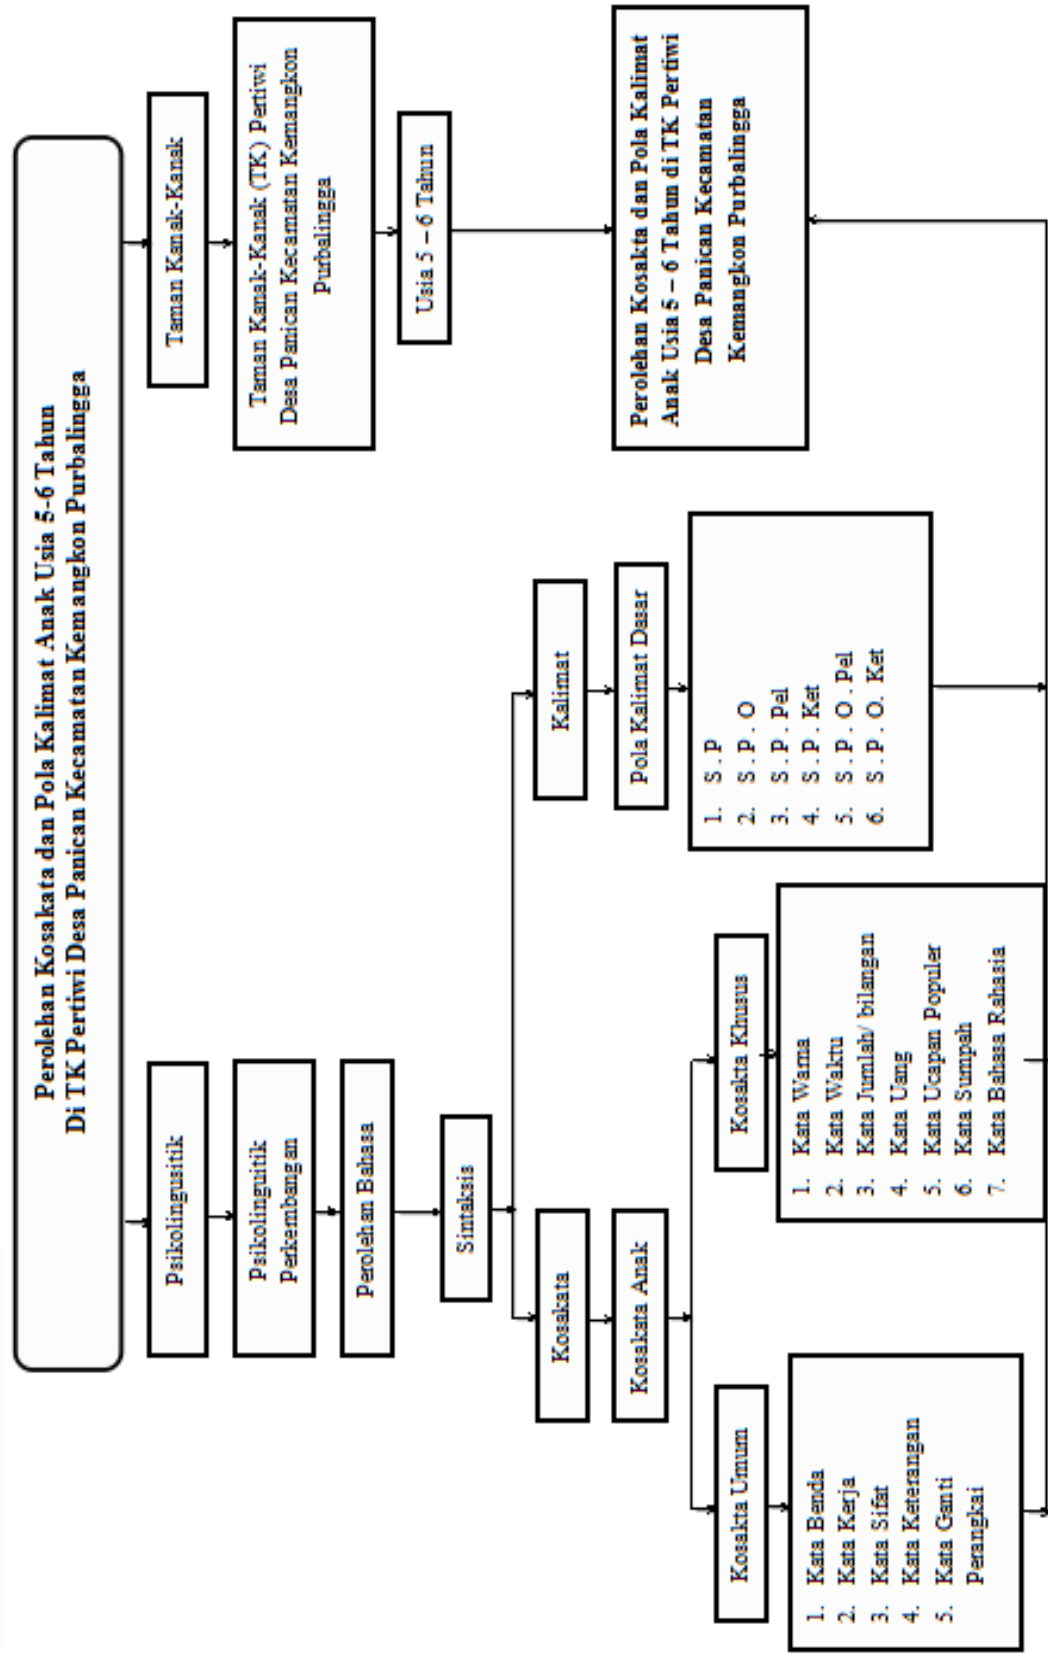 Perolehan Kosakata dan Pola Kalimat Anak Usia 5-6 Tahun
Di TK Pertiwi Desa Panican Kecamatan Kemangkon Purbalingga
Psikolingusitik
Psikolinguitik
Perkembangan
Perolehan Bahasa
Sintaksis
Kosakata
Kosakata Anak
Kosakta Umum
1. Kata Benda
2. Kata Kerja
3. Kata Sifat
4. Kata Keterangan
5. Kata Ganti
Perangkai
Kosakta Khusus
1. Kata Warna
2. Kata Waktu
3. Kata Jumlah/ bilangan
4. Kata Uang
5. Kata Ucapan Populer
6. Kata Sumpah
7. Kata Bahasa Rahasia
Kalimat
Pola Kalimat Dasar
1. S . P
2. S . P . O
3. S . P . Pel
4. S . P . Ket
5. S . P . O . Pel
6. S . P . O. Ket
Taman Kanak-Kanak
Taman Kanak-Kanak (TK) Pertiwi
Desa Panican Kecamatan Kemangkon
Purbalingga
Usia 5 – 6 Tahun
Perolehan Kosakta dan Pola Kalimat
Anak Usia 5 – 6 Tahun di TK Pertiwi
Desa Panican Kecamatan
Kemangkon Purbalingga